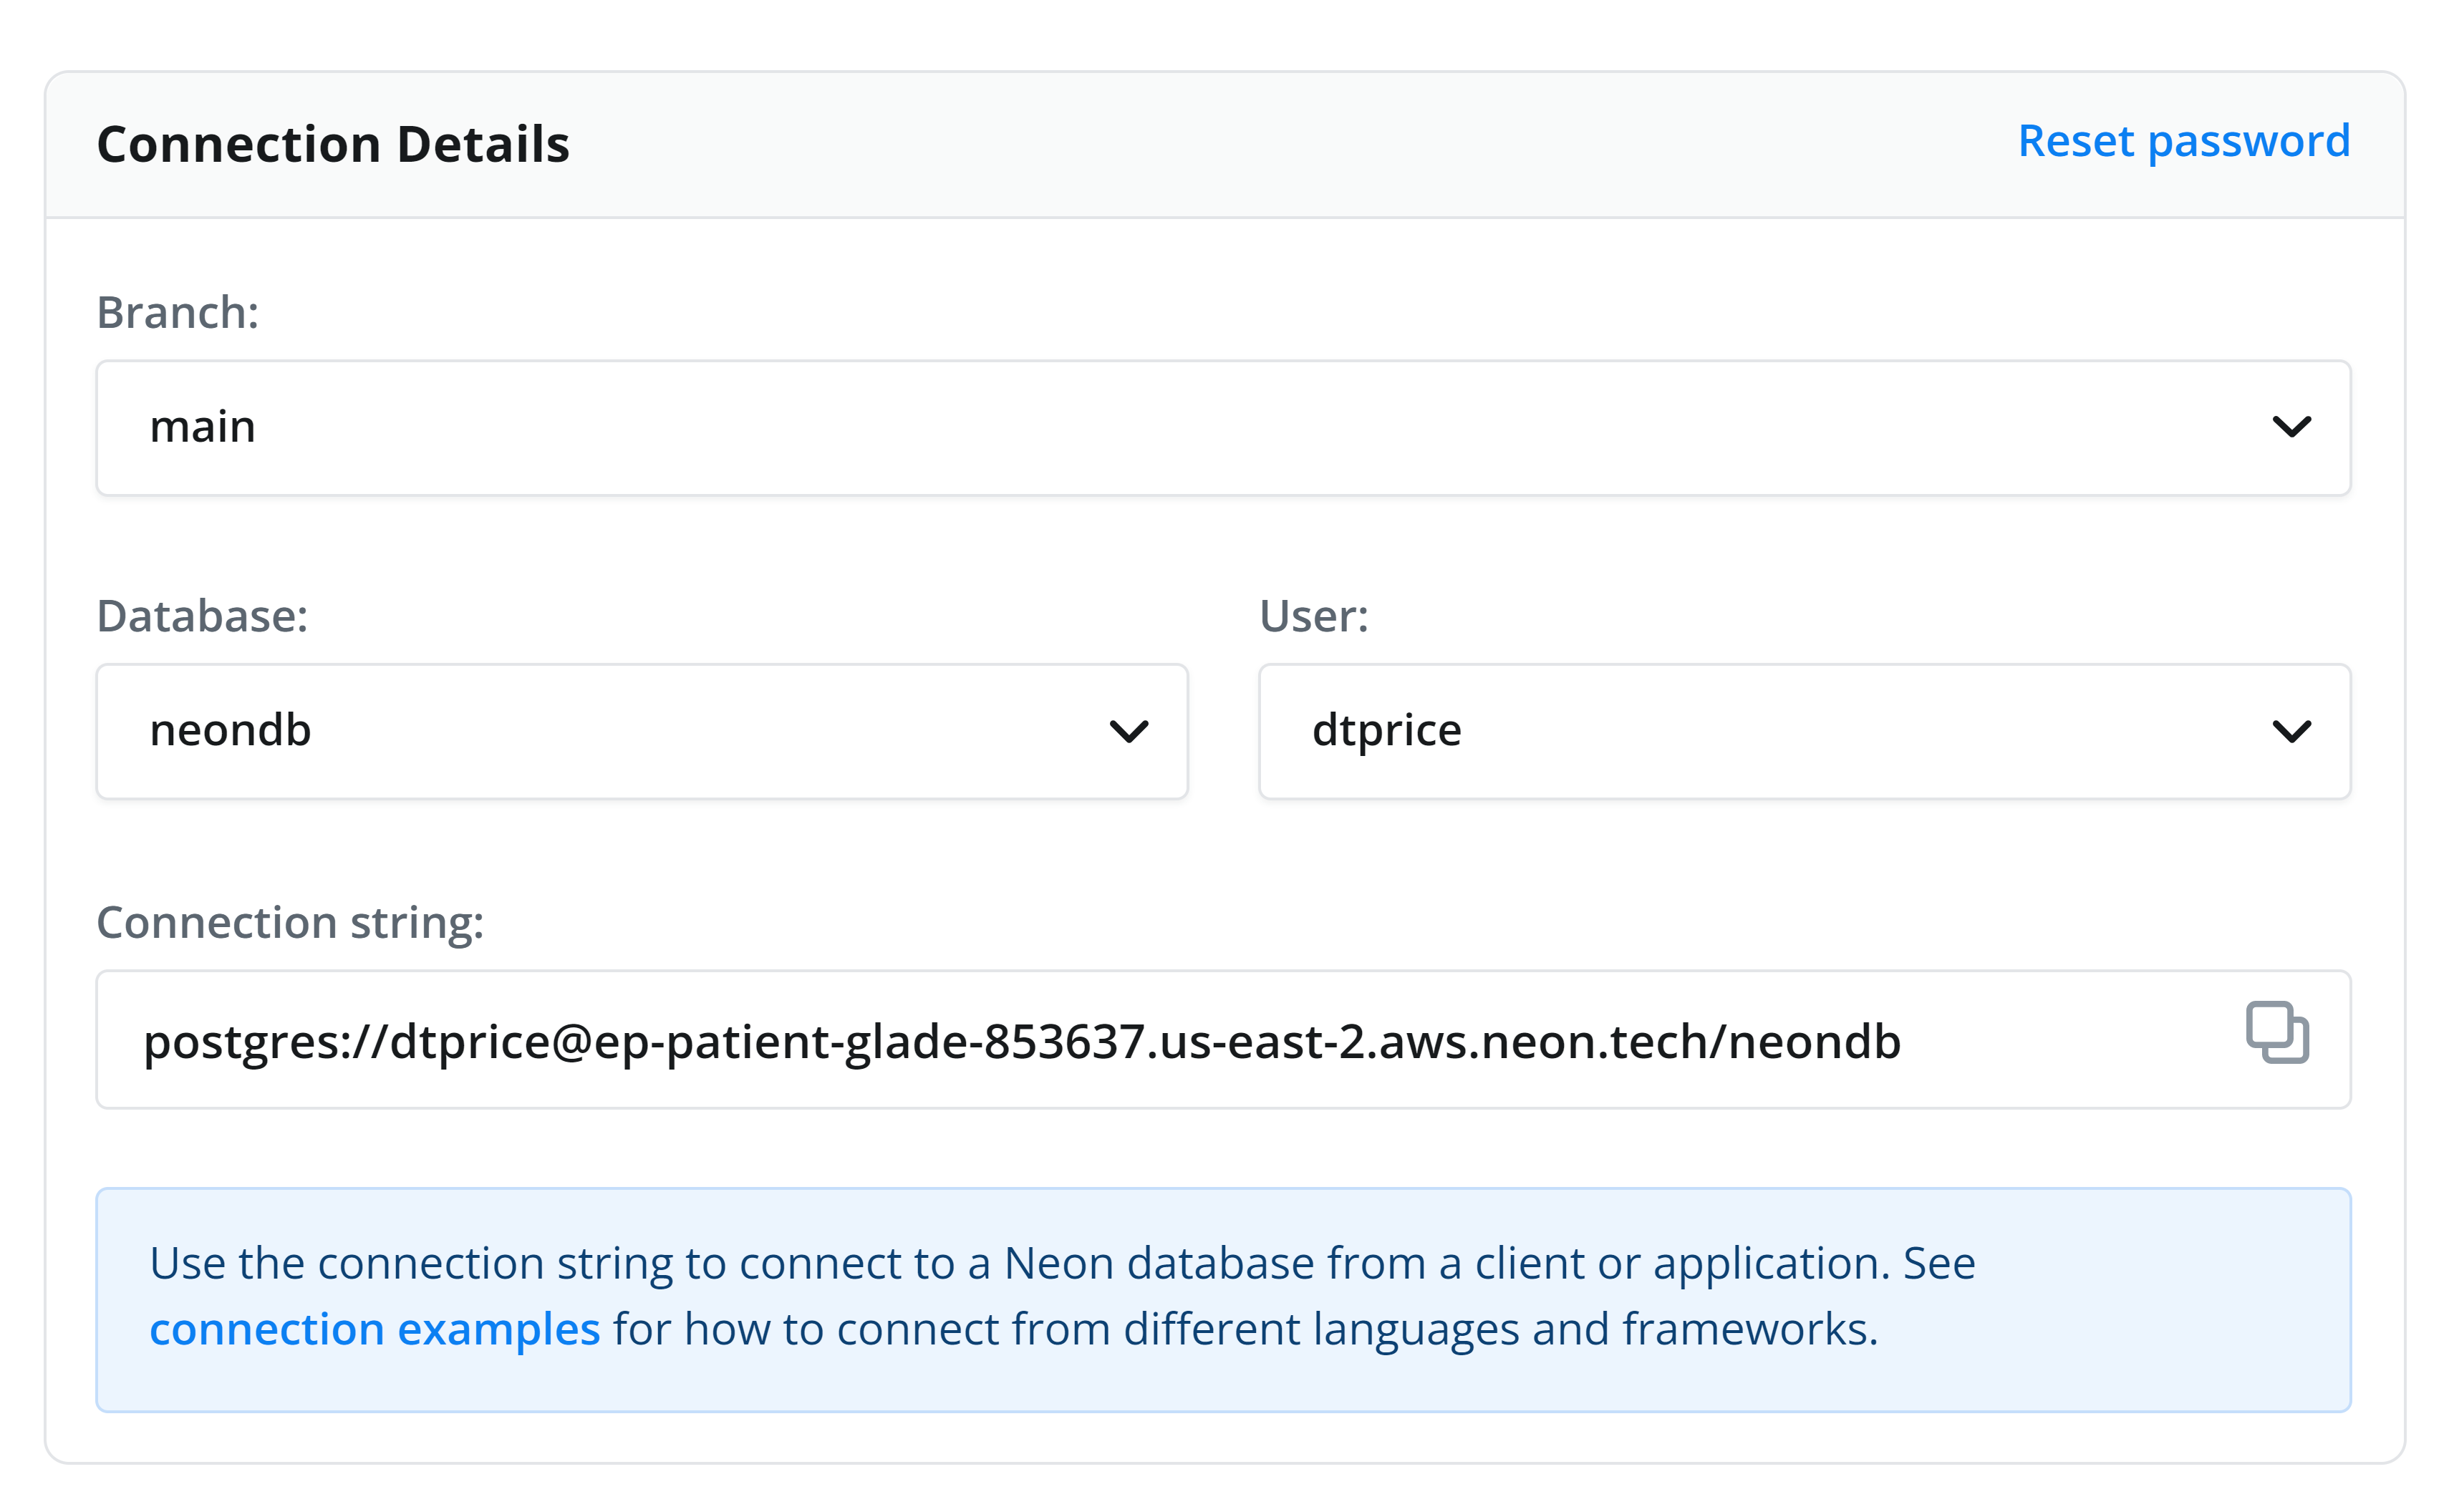 Connection Details
Reset password
Branch:
main
Database:
User:
neondb
dtprice
Connection string:
postgres://dtprice@ep-patient-glade-853637.us-east-2.aws.neon.tech/neondb
Use the connection string to connect to a Neon database from a client or application. See
connection examples for how to connect from different languages and frameworks.